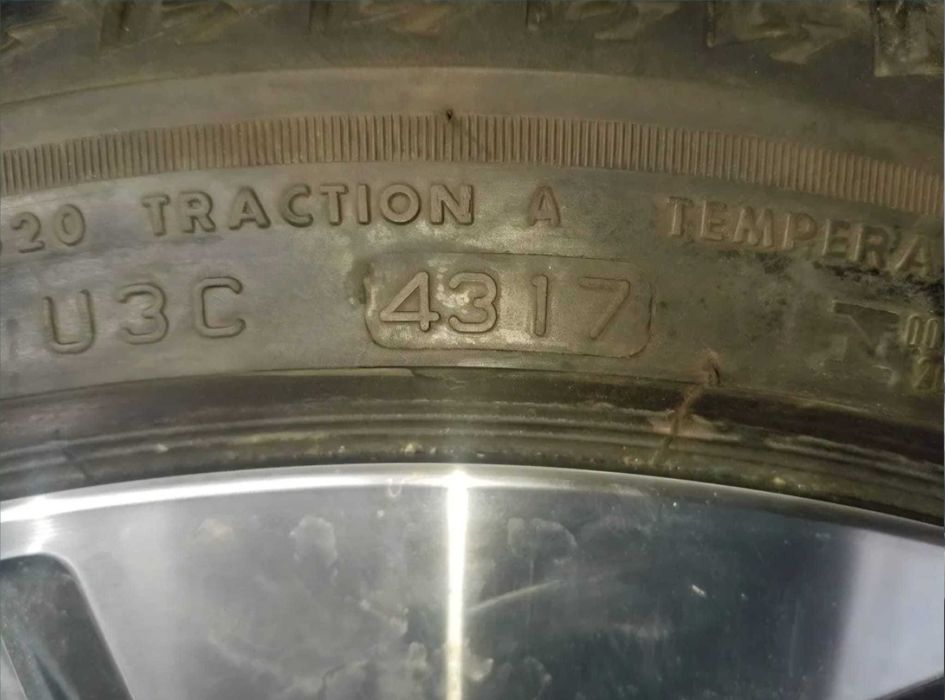 20 TRACTION A TEMPERA
U3C 4317